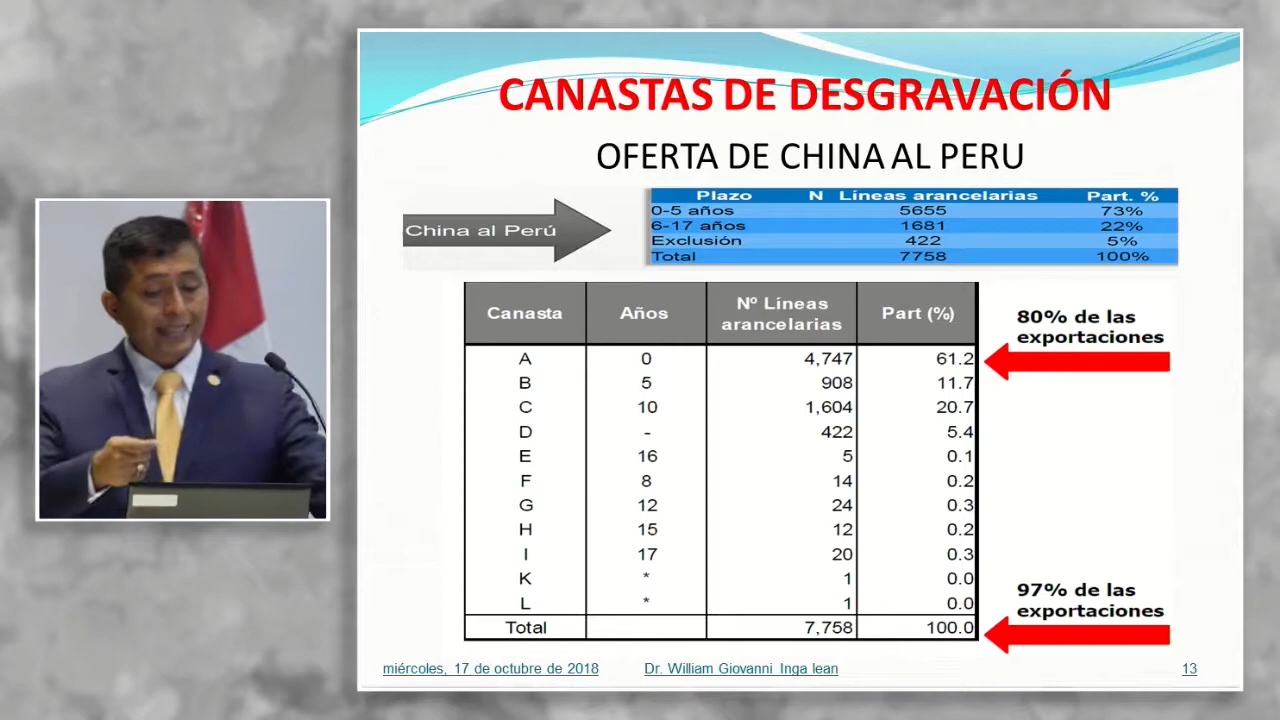 CANASTAS DE DESGRAVACIÓN
OFERTA DE CHINA AL PERU
China al Perú
Plazo N Líneas arancelarias Part. %
0-5 años 5655 73%
6-17 años 1681 22%
Exclusión 422 5%
Total 7758 100%
Canasta Años Nº Líneas arancelarias Part (%)
A 0 4,747 61.2
B 5 908 11.7
C 10 1,604 20.7
D - 422 5.4
E 16 5 0.1
F 8 14 0.2
G 12 24 0.3
H 15 12 0.2
I 17 20 0.3
K * 1 0.0
L * 1 0.0
Total 7,758 100.0
80% de las
exportaciones
97% de las
exportaciones
miércoles, 17 de octubre de 2018 Dr. William Giovanni Inga lean 13